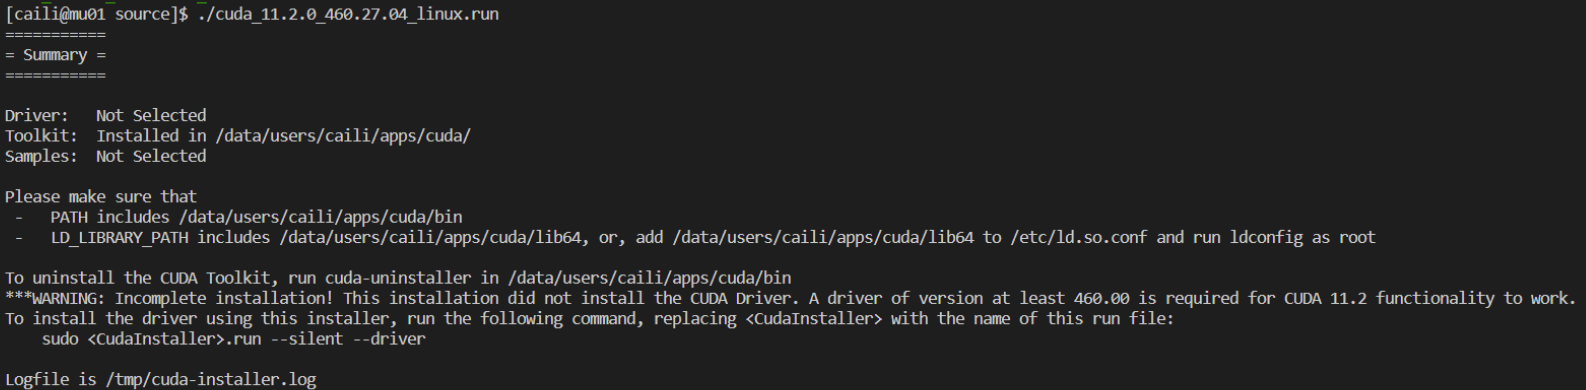 [caili@mu01 source]$ ./cuda_11.2.0_460.27.04_linux.run
===========
= Summary =
===========
Driver:   Not Selected
Toolkit:  Installed in /data/users/caili/apps/cuda/
Samples:  Not Selected
Please make sure that
 -   PATH includes /data/users/caili/apps/cuda/bin
 -   LD_LIBRARY_PATH includes /data/users/caili/apps/cuda/lib64, or, add /data/users/caili/apps/cuda/lib64 to /etc/ld.so.conf and run ldconfig as root
To uninstall the CUDA Toolkit, run cuda-uninstaller in /data/users/caili/apps/cuda/bin
***WARNING: Incomplete installation! This installation did not install the CUDA Driver. A driver of version at least 460.00 is required for CUDA 11.2 functionality to work.
To install the driver using this installer, run the following command, replacing <CudaInstaller> with the name of this run file:
    sudo <CudaInstaller>.run --silent --driver
Logfile is /tmp/cuda-installer.log